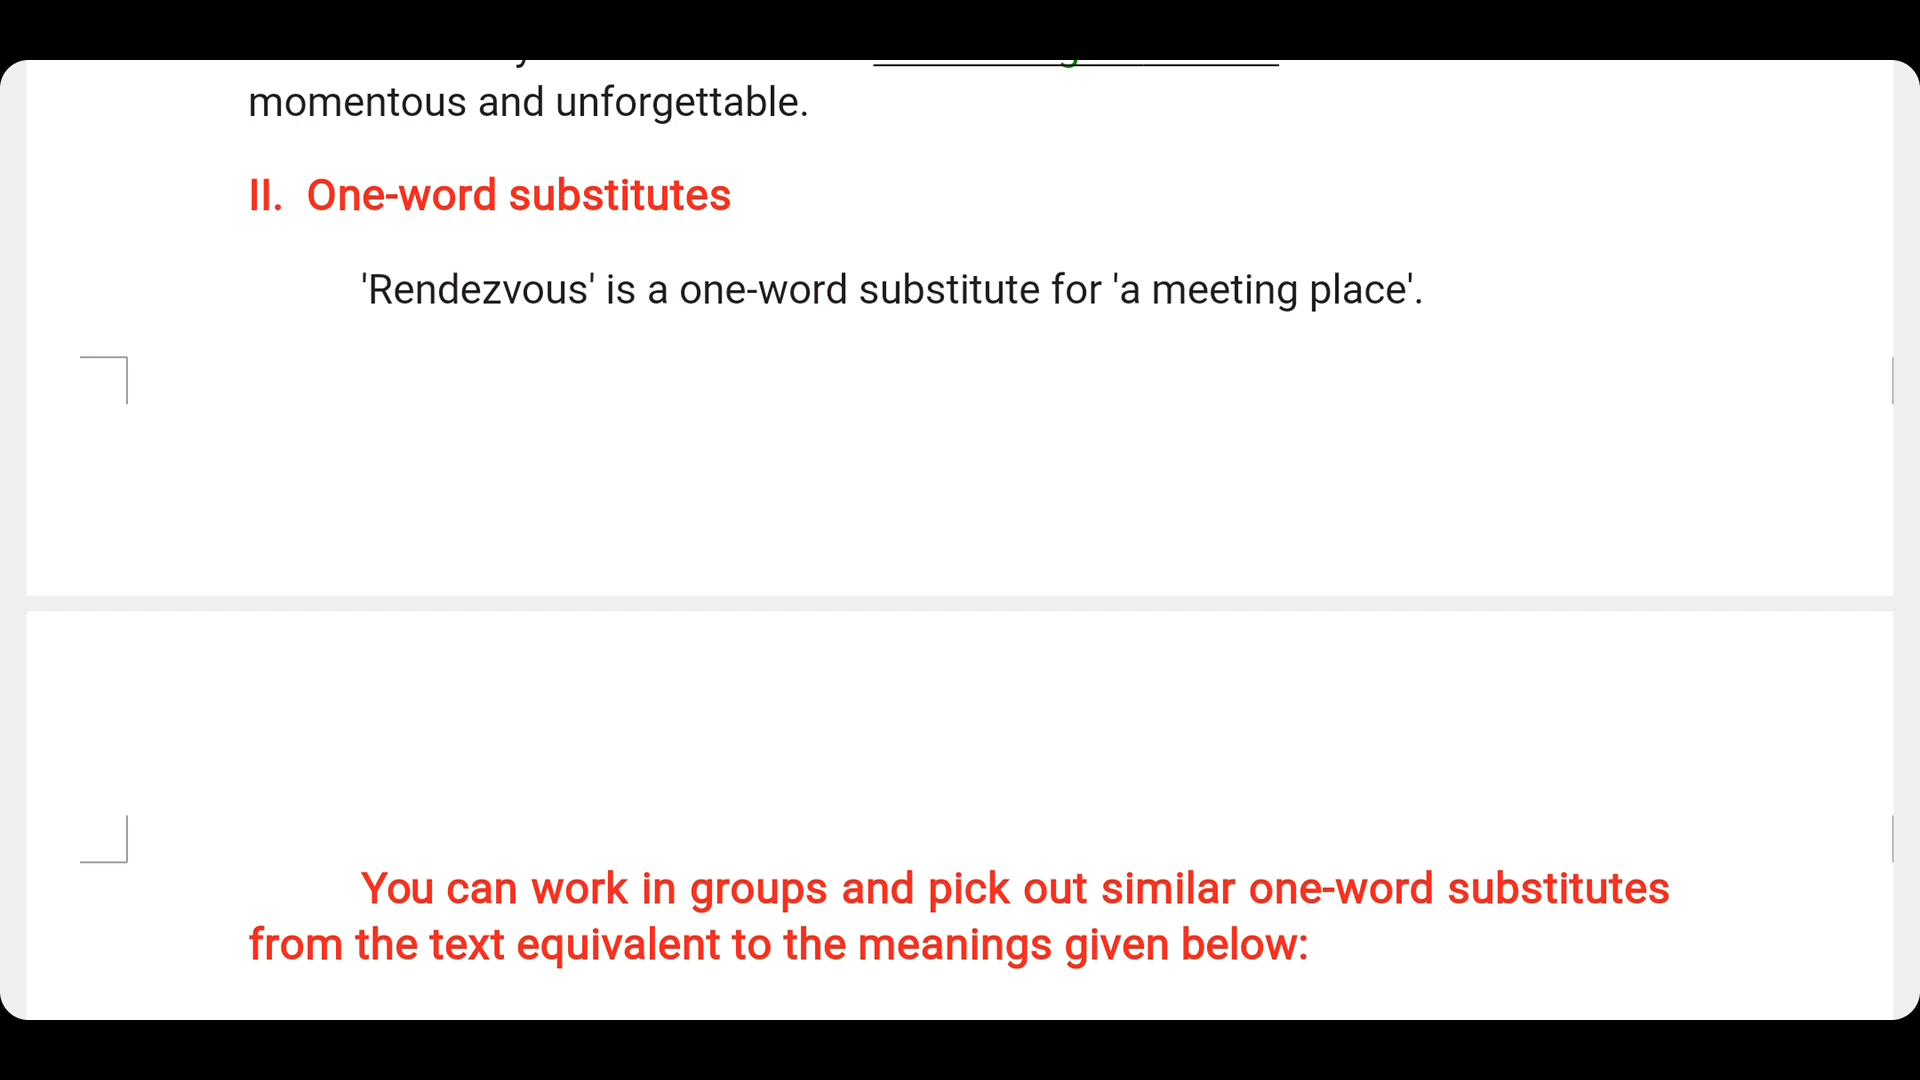 momentous and unforgettable.
II. One-word substitutes
'Rendezvous' is a one-word substitute for 'a meeting place'.
You can work in groups and pick out similar one-word substitutes
from the text equivalent to the meanings given below: